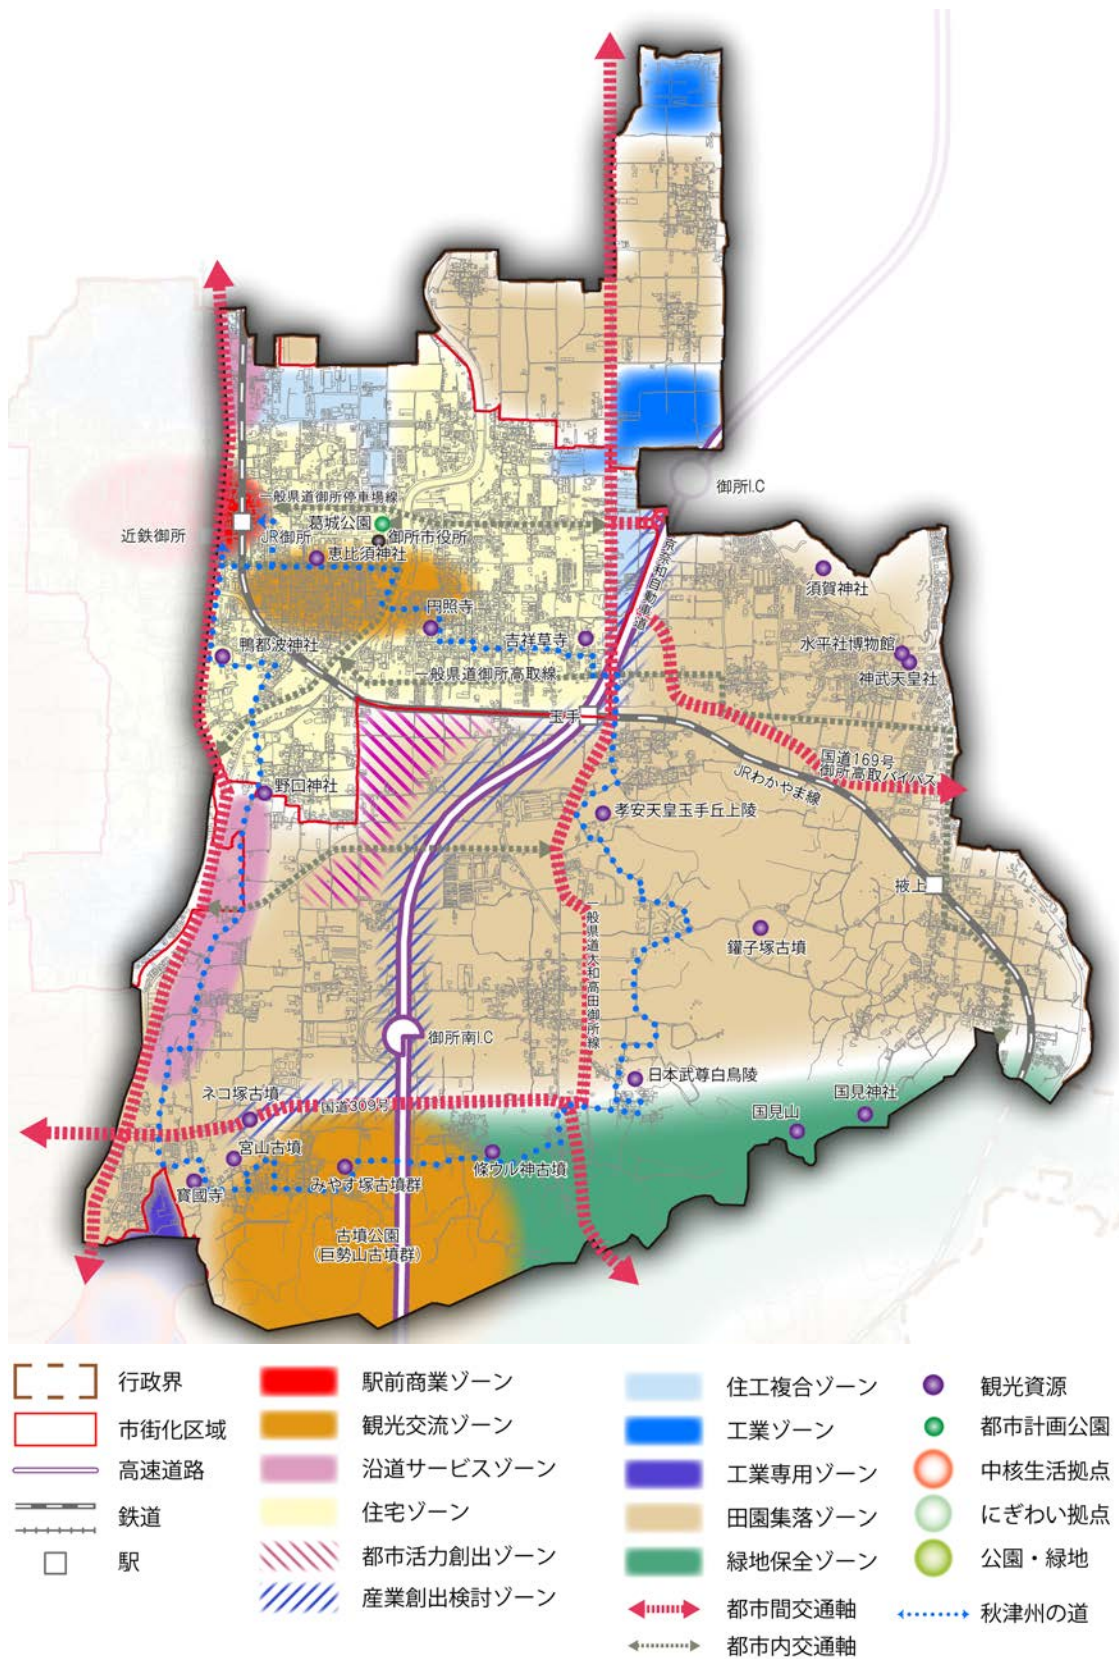 御所I.C
一般県道御所停車場線
葛城公園
近鉄御所
JR御所
御所市役所
恵比須神社
京奈和自動車道
須賀神社
円照寺
吉祥草寺
水平社博物館
神武天皇社
鴨都波神社
一般県道御所高取線
玉手
国道169号
御所高取バイパス
JRわかやま線
野口神社
孝安天皇玉手丘上陵
掖上
一般県道大和高田御所線
鑵子塚古墳
御所南I.C
日本武尊白鳥陵
ネコ塚古墳
国道309号
国見神社
国見山
宮山古墳
みやす塚古墳群
條ウル神古墳
寶國寺
古墳公園
(巨勢山古墳群)
行政界
市街化区域
高速道路
鉄道
駅
駅前商業ゾーン
観光交流ゾーン
沿道サービスゾーン
住宅ゾーン
都市活力創出ゾーン
産業創出検討ゾーン
住工複合ゾーン
工業ゾーン
工業専用ゾーン
田園集落ゾーン
緑地保全ゾーン
都市間交通軸
都市内交通軸
観光資源
都市計画公園
中核生活拠点
にぎわい拠点
公園・緑地
秋津州の道